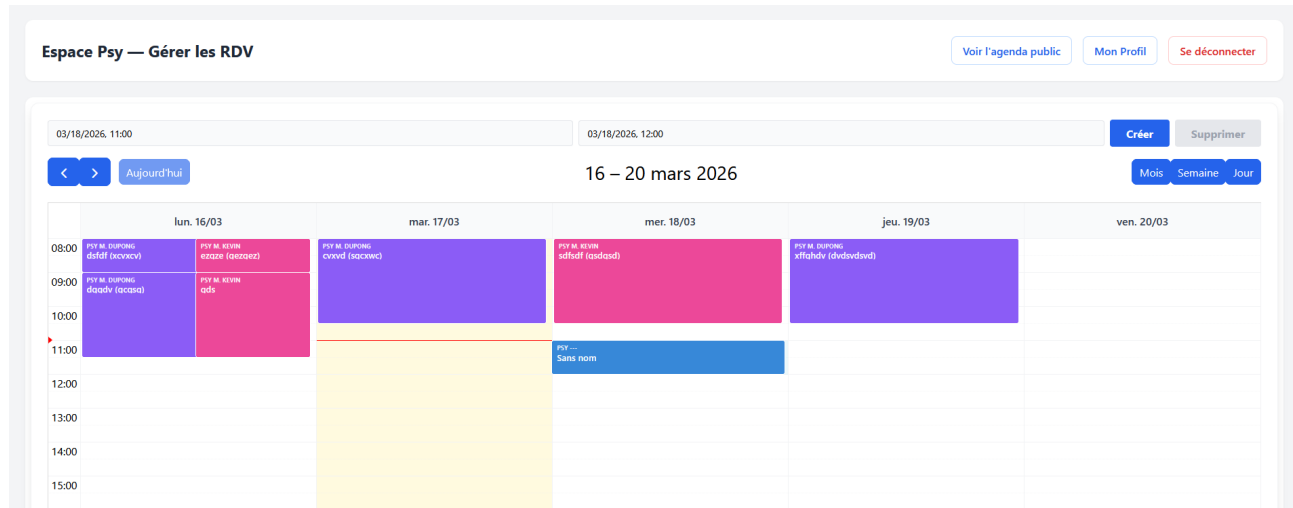 Espace Psy — Gérer les RDV
Voir l'agenda public
Mon Profil
Se déconnecter
03/18/2026, 11:00
03/18/2026, 12:00
Créer
Supprimer
Aujourd'hui
16 – 20 mars 2026
Mois Semaine Jour
lun. 16/03
mar. 17/03
mer. 18/03
jeu. 19/03
ven. 20/03
08:00
PSY M. DUPONG
dsfdf (xcvxcv)
PSY M. KEVIN
ezqze (qezqez)
PSY M. DUPONG
cvxvd (sqcxwc)
PSY M. KEVIN
sdfsdf (qsdqsd)
PSY M. DUPONG
xffghdv (dvdsvdsvd)
09:00
PSY M. DUPONG
PSY M. KEVIN
qds
10:00
11:00
PSY ---
Sans nom
12:00
13:00
14:00
15:00